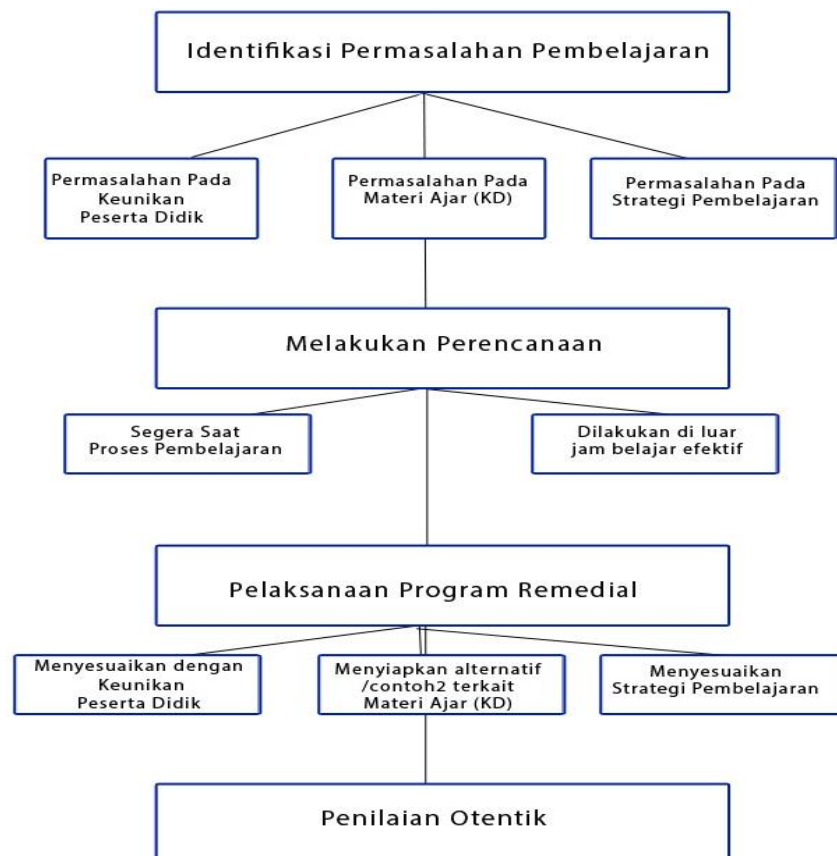 Identifikasi Permasalahan Pembelajaran
Permasalahan Pada
Keunikan
Peserta Didik
Permasalahan Pada
Materi Ajar (KD)
Permasalahan Pada
Strategi Pembelajaran
Melakukan Perencanaan
Segera Saat
Proses Pembelajaran
Dilakukan di luar
jam belajar efektif
Pelaksanaan Program Remedial
Menyesuaikan dengan
Keunikan
Peserta Didik
Menyiapkan alternatif
/contoh2 terkait
Materi Ajar (KD)
Menyesuaikan
Strategi Pembelajaran
Penilaian Otentik